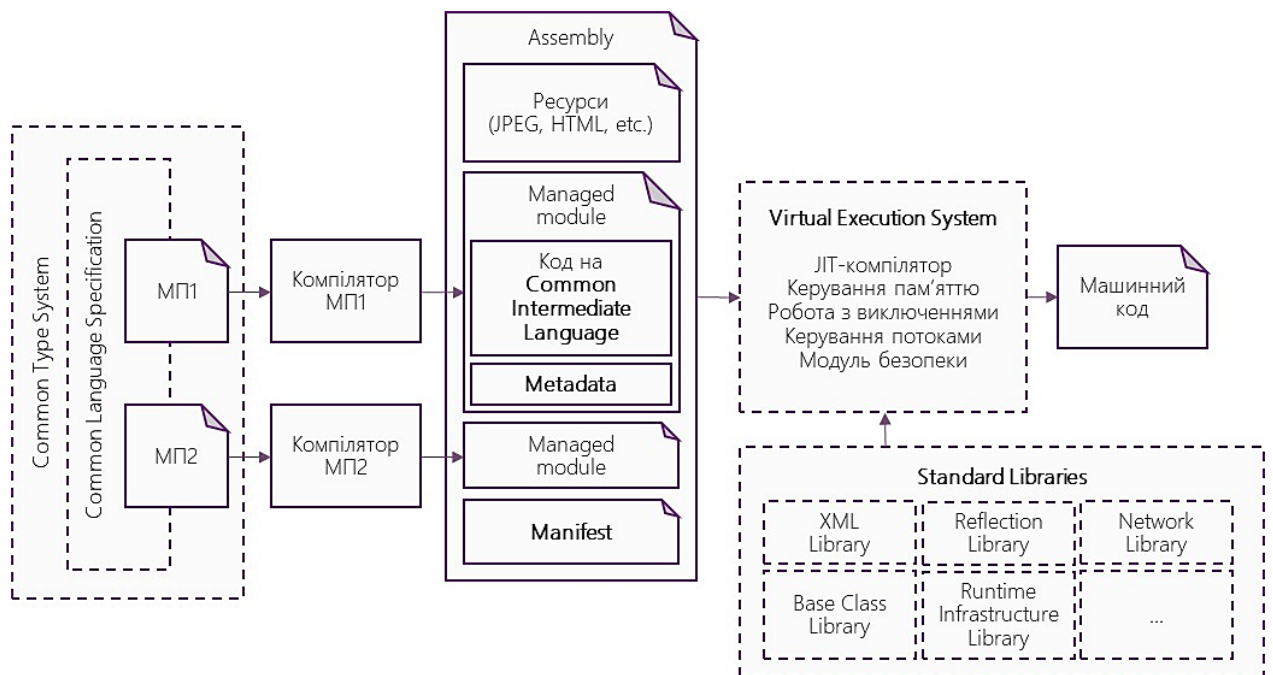 Common Type System
Common Language Specification
МП1
МП2
Компілятор
МП1
Компілятор
МП2
Assembly
Ресурси
(JPEG, HTML, etc.)
Managed
module
Код на
Common
Intermediate
Language
Metadata
Managed
module
Manifest
Virtual Execution System
JIT-компілятор
Керування пам’яттю
Робота з виключеннями
Керування потоками
Модуль безпеки
Машинний
код
Standard Libraries
XML
Library
Reflection
Library
Network
Library
Base Class
Library
Runtime
Infrastructure
Library
...